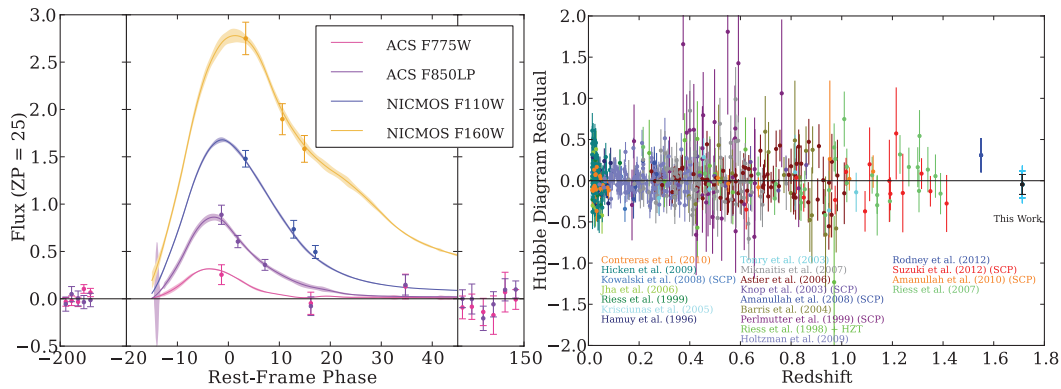 3.0
2.5
2.0
1.5
1.0
0.5
0.0
−0.5
Flux (ZP = 25)
−200
−20
−10
0
10
20
30
40
150
Rest-Frame Phase
ACS F775W
ACS F850LP
NICMOS F110W
NICMOS F160W
2.0
1.5
1.0
0.5
0.0
−0.5
−1.0
−1.5
−2.0
Hubble Diagram Residual
This Work
Contreras et al. (2010)
Hicken et al. (2009)
Kowalski et al. (2008) (SCP)
Jha et al. (2006)
Riess et al. (1999)
Krisciunas et al. (2005)
Hamuy et al. (1996)
Tonry et al. (2003)
Miknaitis et al. (2007)
Astier et al. (2006)
Knop et al. (2003) (SCP)
Amanullah et al. (2008) (SCP)
Barris et al. (2004)
Perlmutter et al. (1999) (SCP)
Riess et al. (1998) + HZT
Holtzman et al. (2009)
Rodney et al. (2012)
Suzuki et al. (2012) (SCP)
Amanullah et al. (2010) (SCP)
Riess et al. (2007)
0.0
0.2
0.4
0.6
0.8
1.0
1.2
1.4
1.6
1.8
Redshift